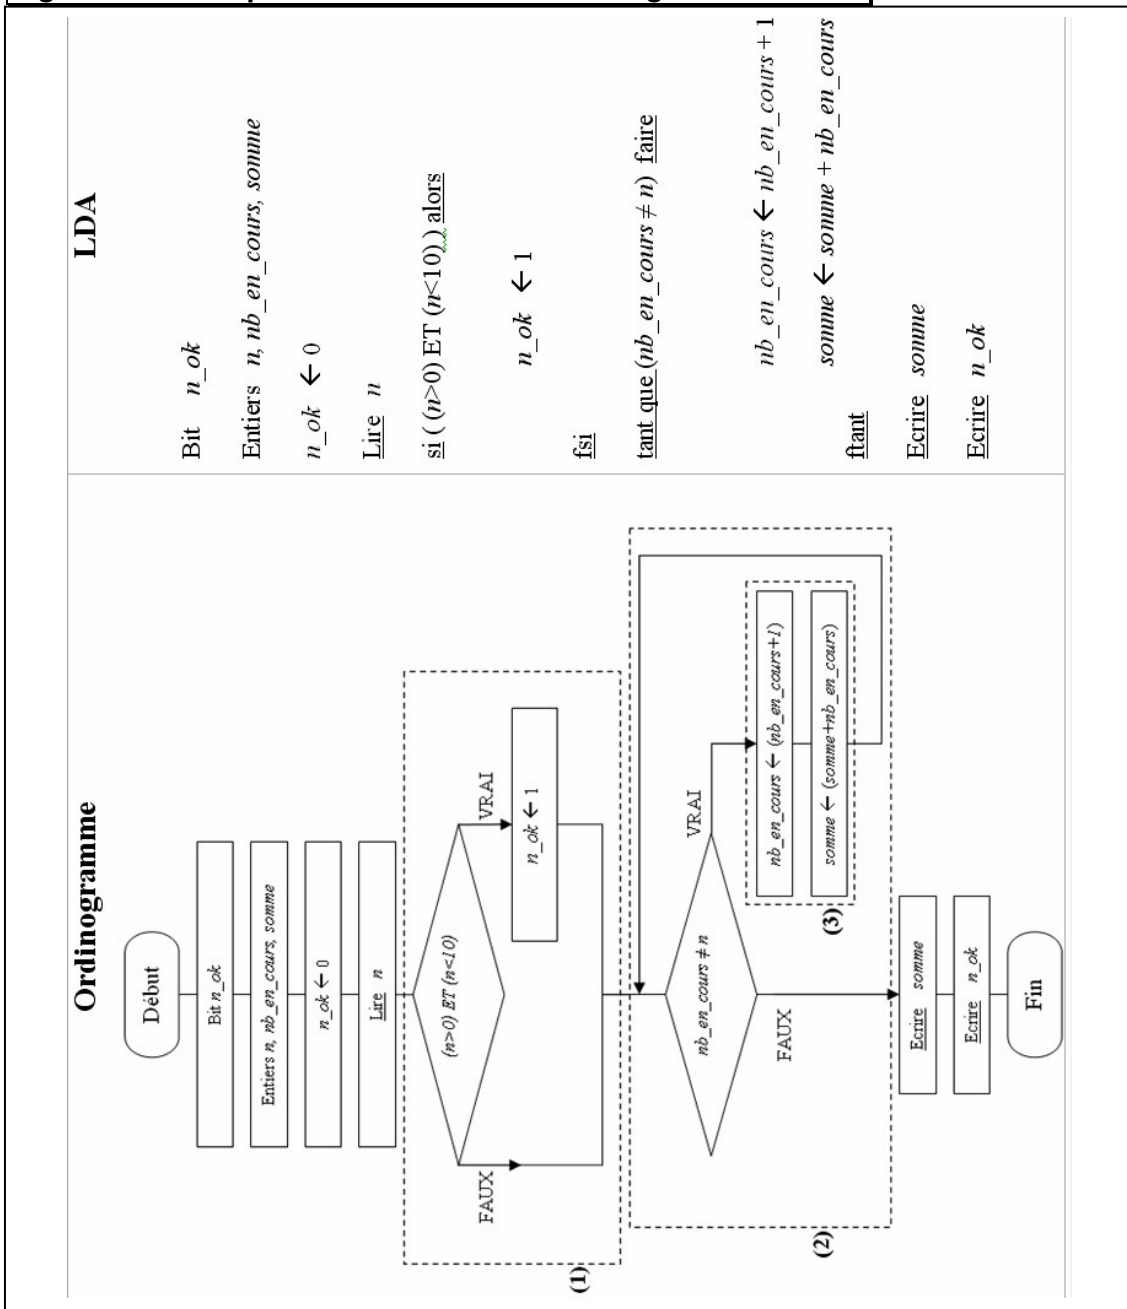 Ordinogramme
Début
Bit n_ok
Entiers n, nb_en_cours, somme
n_ok ← 0
Lire n
(n>0) ET (n<10)
VRAI
FAUX
n_ok ← 1
(1)
nb_en_cours ≠ n
VRAI
FAUX
nb_en_cours ← (nb_en_cours+1)
somme ← (somme+nb_en_cours)
(3)
(2)
Ecrire somme
Ecrire n_ok
Fin
LDA
Bit n_ok
Entiers n, nb_en_cours, somme
n_ok ← 0
Lire n
si ( (n>0) ET (n<10) ) alors
n_ok ← 1
fsi
tant que (nb_en_cours ≠ n) faire
nb_en_cours ← nb_en_cours + 1
somme ← somme + nb_en_cours
ftant
Ecrire somme
Ecrire n_ok